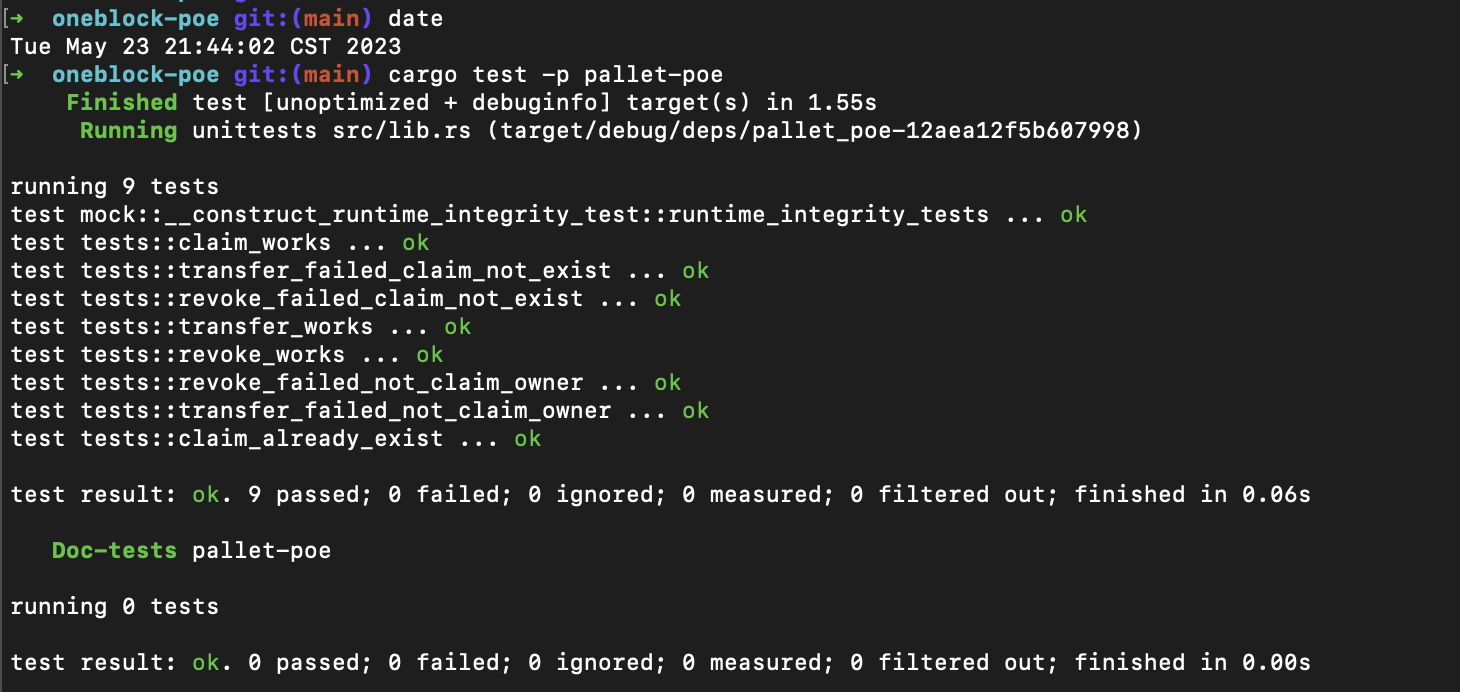 [➜  oneblock-poe git:(main) date
Tue May 23 21:44:02 CST 2023
[➜  oneblock-poe git:(main) cargo test -p pallet-poe
    Finished test [unoptimized + debuginfo] target(s) in 1.55s
     Running unittests src/lib.rs (target/debug/deps/pallet_poe-12aea12f5b607998)
running 9 tests
test mock::__construct_runtime_integrity_test::runtime_integrity_tests ... ok
test tests::claim_works ... ok
test tests::transfer_failed_claim_not_exist ... ok
test tests::revoke_failed_claim_not_exist ... ok
test tests::transfer_works ... ok
test tests::revoke_works ... ok
test tests::revoke_failed_not_claim_owner ... ok
test tests::transfer_failed_not_claim_owner ... ok
test tests::claim_already_exist ... ok
test result: ok. 9 passed; 0 failed; 0 ignored; 0 measured; 0 filtered out; finished in 0.06s
   Doc-tests pallet-poe
running 0 tests
test result: ok. 0 passed; 0 failed; 0 ignored; 0 measured; 0 filtered out; finished in 0.00s